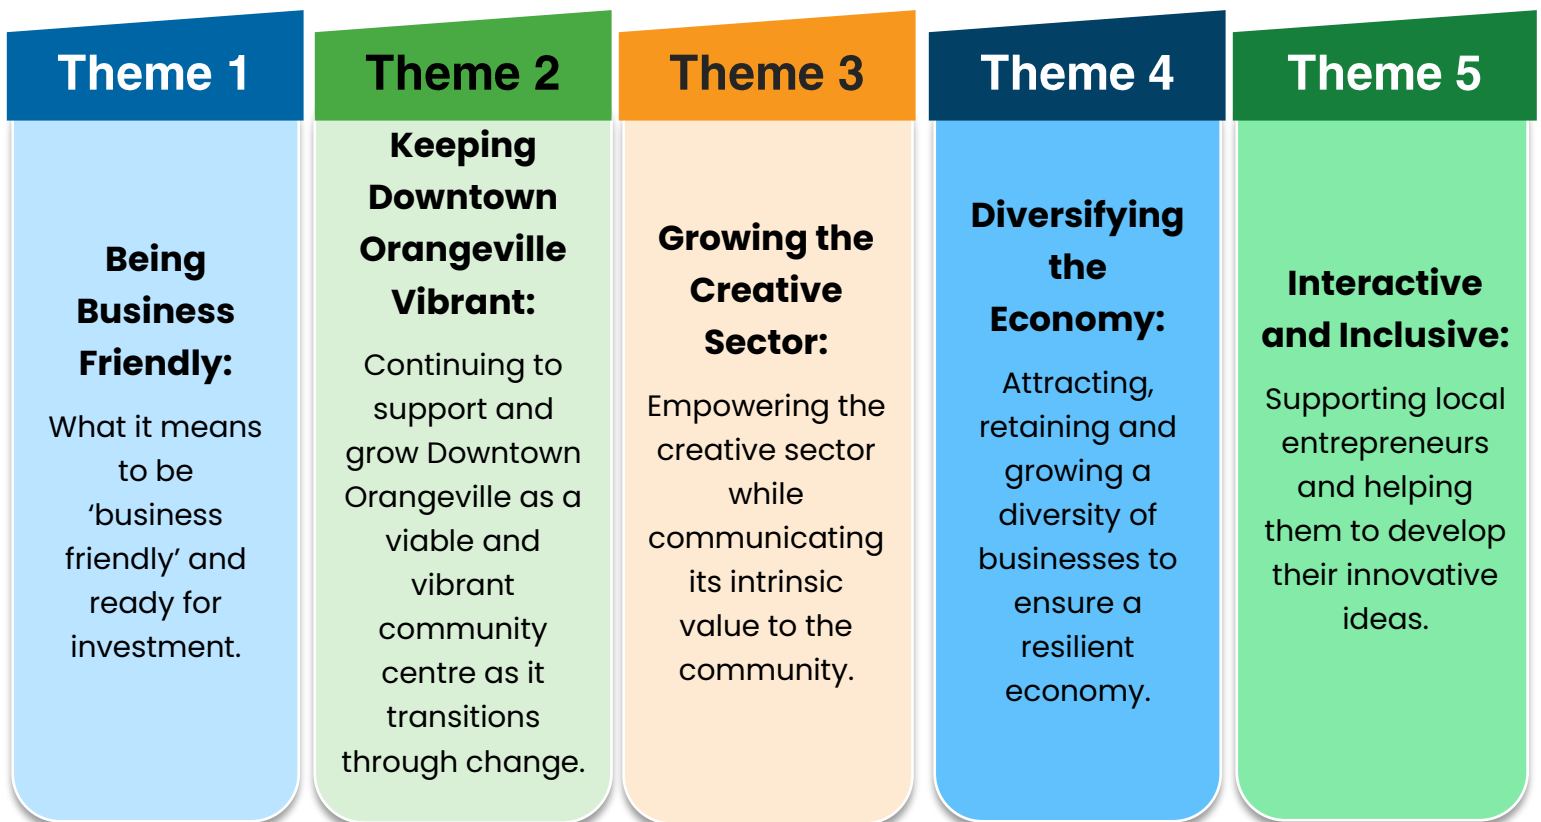 Theme 1
Being
Business
Friendly:
What it means
to be
‘business
friendly’ and
ready for
investment.
Theme 2
Keeping
Downtown
Orangeville
Vibrant:
Continuing to
support and
grow Downtown
Orangeville as a
viable and
vibrant
community
centre as it
transitions
through change.
Theme 3
Growing the
Creative
Sector:
Empowering the
creative sector
while
communicating
its intrinsic
value to the
community.
Theme 4
Diversifying
the
Economy:
Attracting,
retaining and
growing a
diversity of
businesses to
ensure a
resilient
economy.
Theme 5
Interactive
and Inclusive:
Supporting local
entrepreneurs
and helping
them to develop
their innovative
ideas.